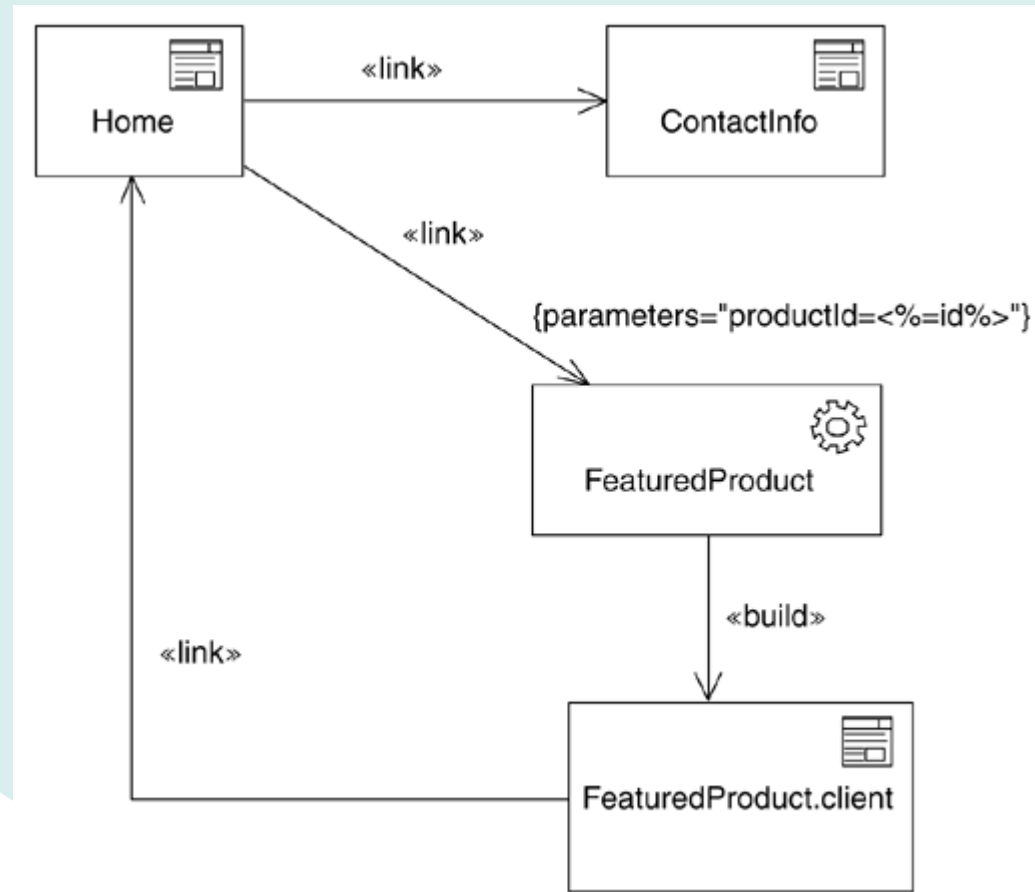 «link»
Home
ContactInfo
«link»
{parameters="productId=<%=id%>"}
FeaturedProduct
«build»
«link»
FeaturedProduct.client